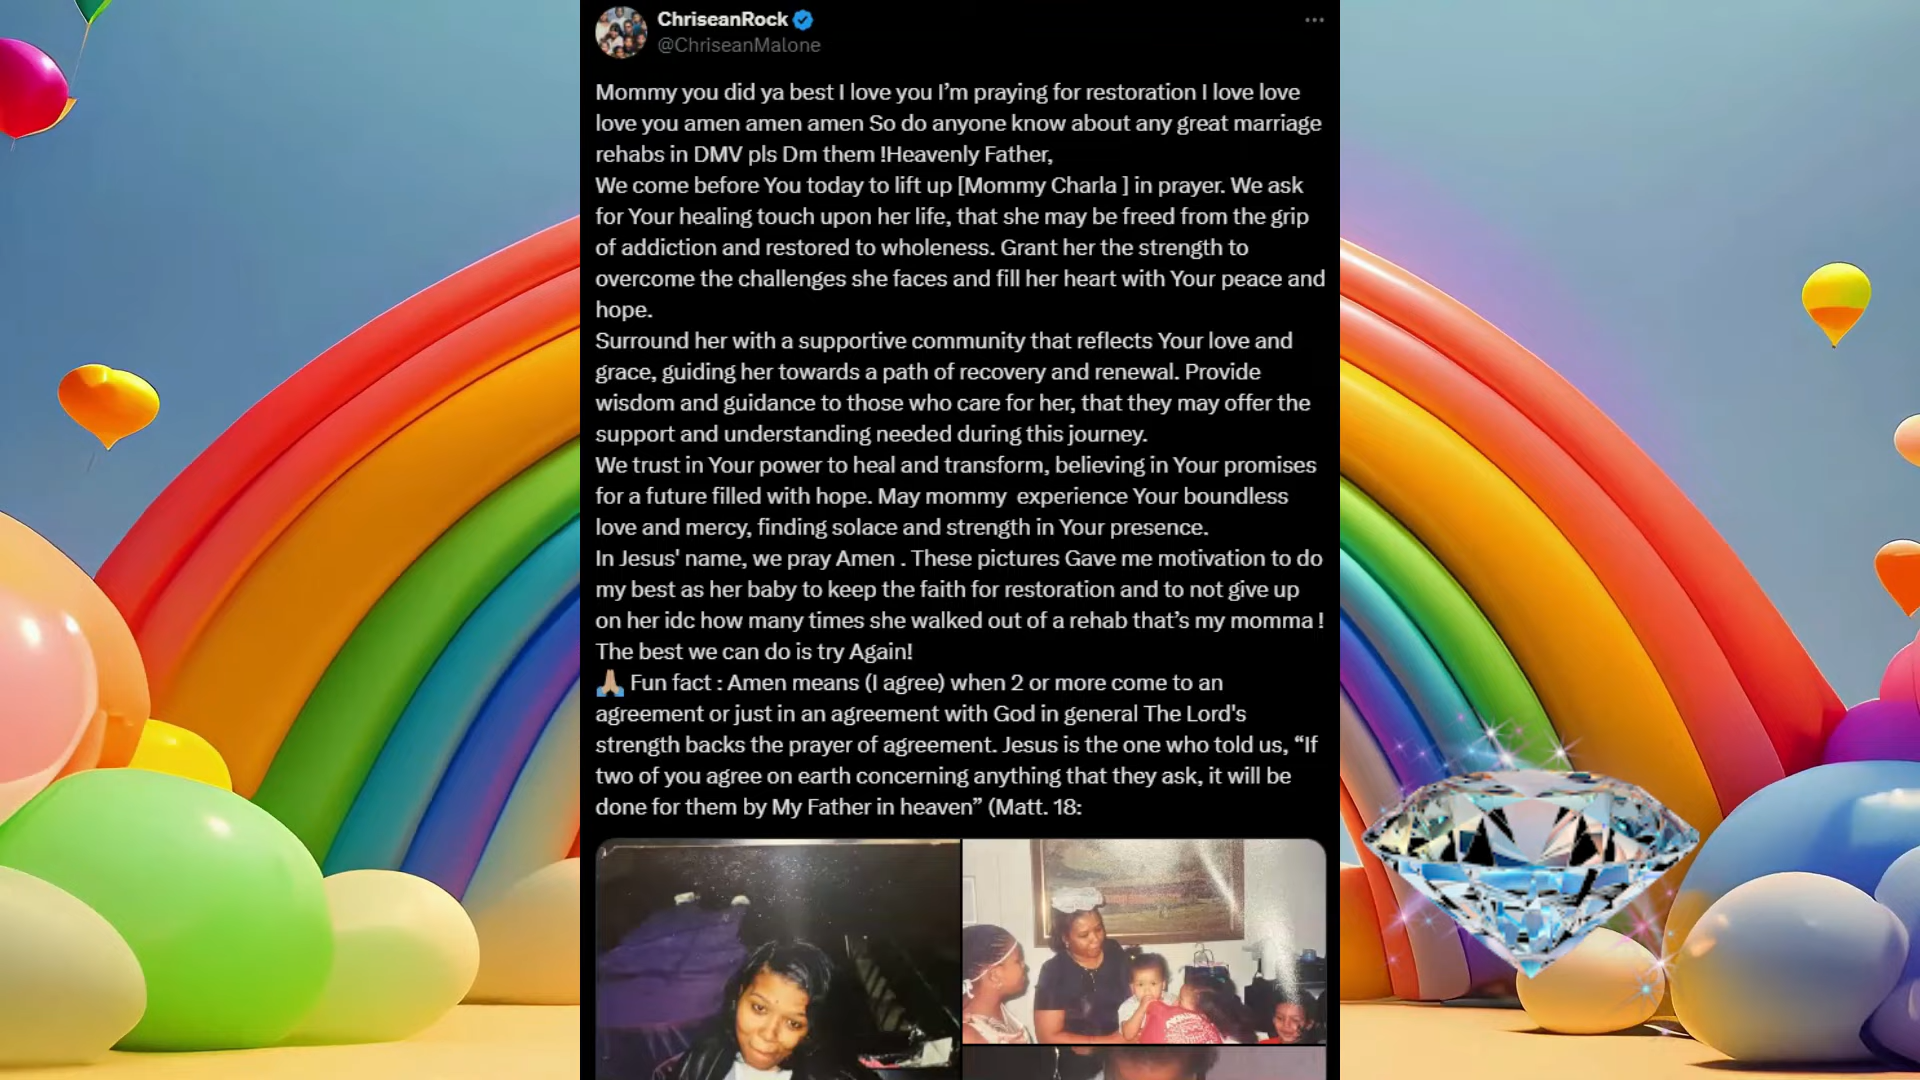 ChriseanRock
@ChriseanMalone
Mommy you did ya best I love you I’m praying for restoration I love love
love you amen amen amen So do anyone know about any great marriage
rehabs in DMV pls Dm them !Heavenly Father,
We come before You today to lift up [Mommy Charla ] in prayer. We ask
for Your healing touch upon her life, that she may be freed from the grip
of addiction and restored to wholeness. Grant her the strength to
overcome the challenges she faces and fill her heart with Your peace and
hope.
Surround her with a supportive community that reflects Your love and
grace, guiding her towards a path of recovery and renewal. Provide
wisdom and guidance to those who care for her, that they may offer the
support and understanding needed during this journey.
We trust in Your power to heal and transform, believing in Your promises
for a future filled with hope. May mommy  experience Your boundless
love and mercy, finding solace and strength in Your presence.
In Jesus' name, we pray Amen . These pictures Gave me motivation to do
my best as her baby to keep the faith for restoration and to not give up
on her idc how many times she walked out of a rehab that’s my momma !
The best we can do is try Again!
🙏🏼 Fun fact : Amen means (I agree) when 2 or more come to an
agreement or just in an agreement with God in general The Lord's
strength backs the prayer of agreement. Jesus is the one who told us, “If
two of you agree on earth concerning anything that they ask, it will be
done for them by My Father in heaven” (Matt. 18: